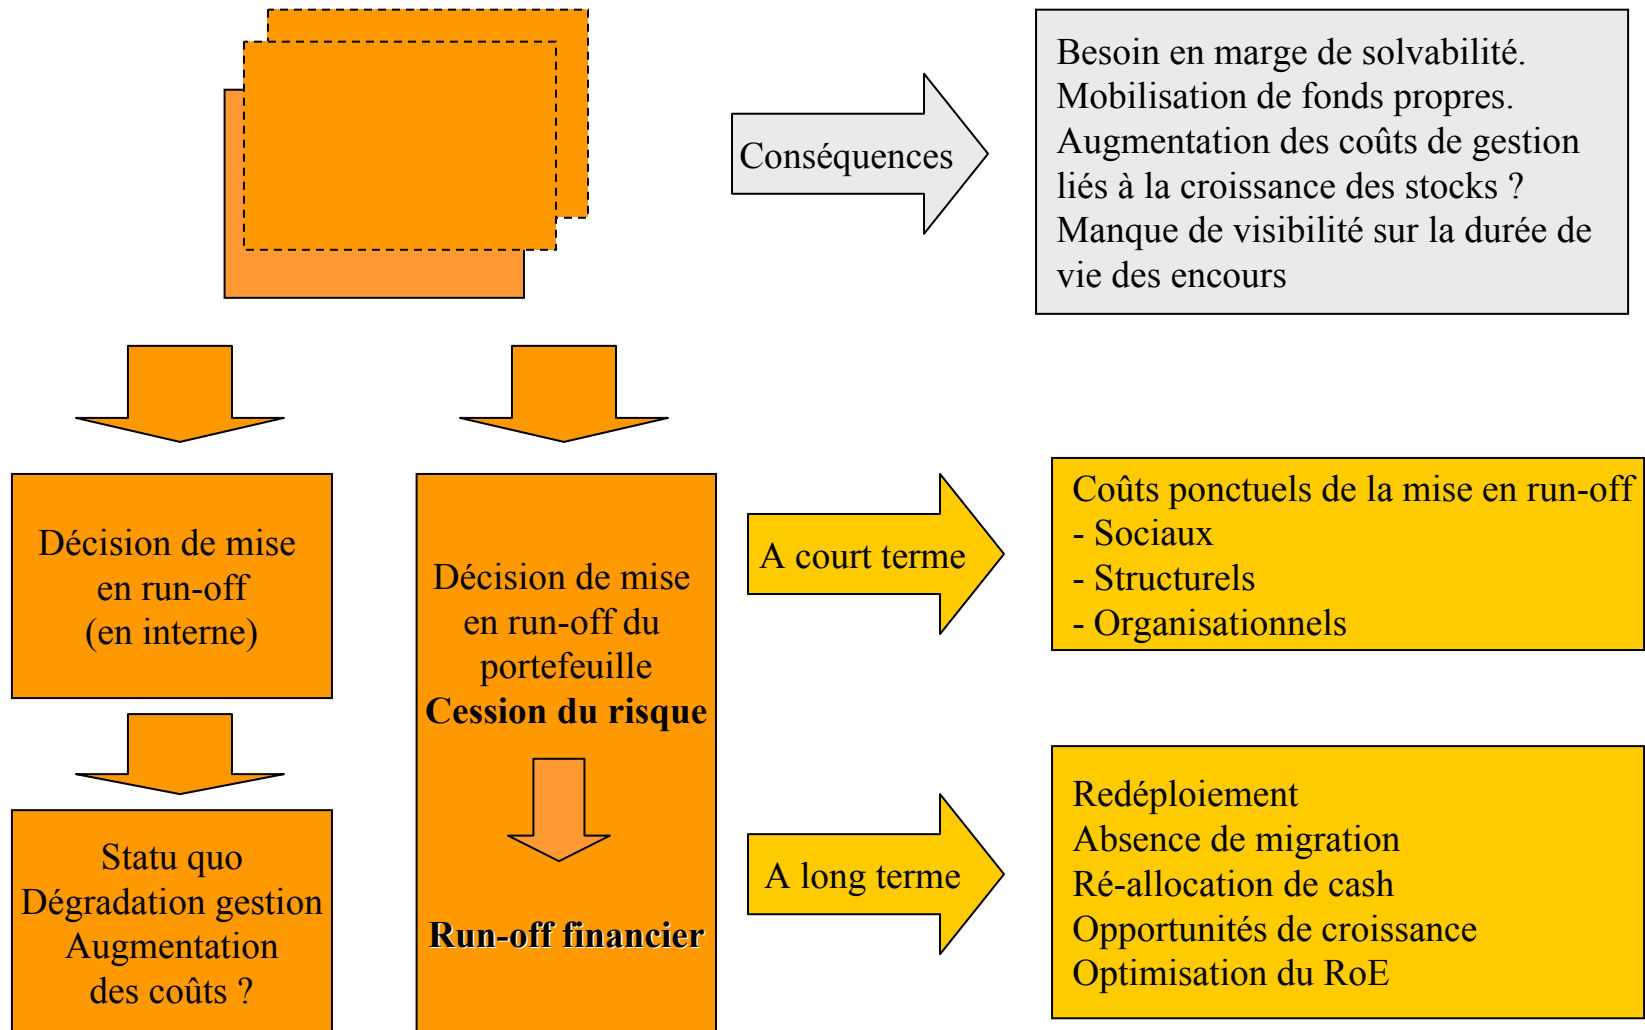 Conséquences
Besoin en marge de solvabilité.
Mobilisation de fonds propres.
Augmentation des coûts de gestion
liés à la croissance des stocks ?
Manque de visibilité sur la durée de
vie des encours
Décision de mise
en run-off
(en interne)
Statu quo
Dégradation gestion
Augmentation
des coûts ?
Décision de mise
en run-off du
portefeuille
Cession du risque
Run-off financier
A court terme
Coûts ponctuels de la mise en run-off
- Sociaux
- Structurels
- Organisationnels
A long terme
Redéploiement
Absence de migration
Ré-allocation de cash
Opportunités de croissance
Optimisation du RoE